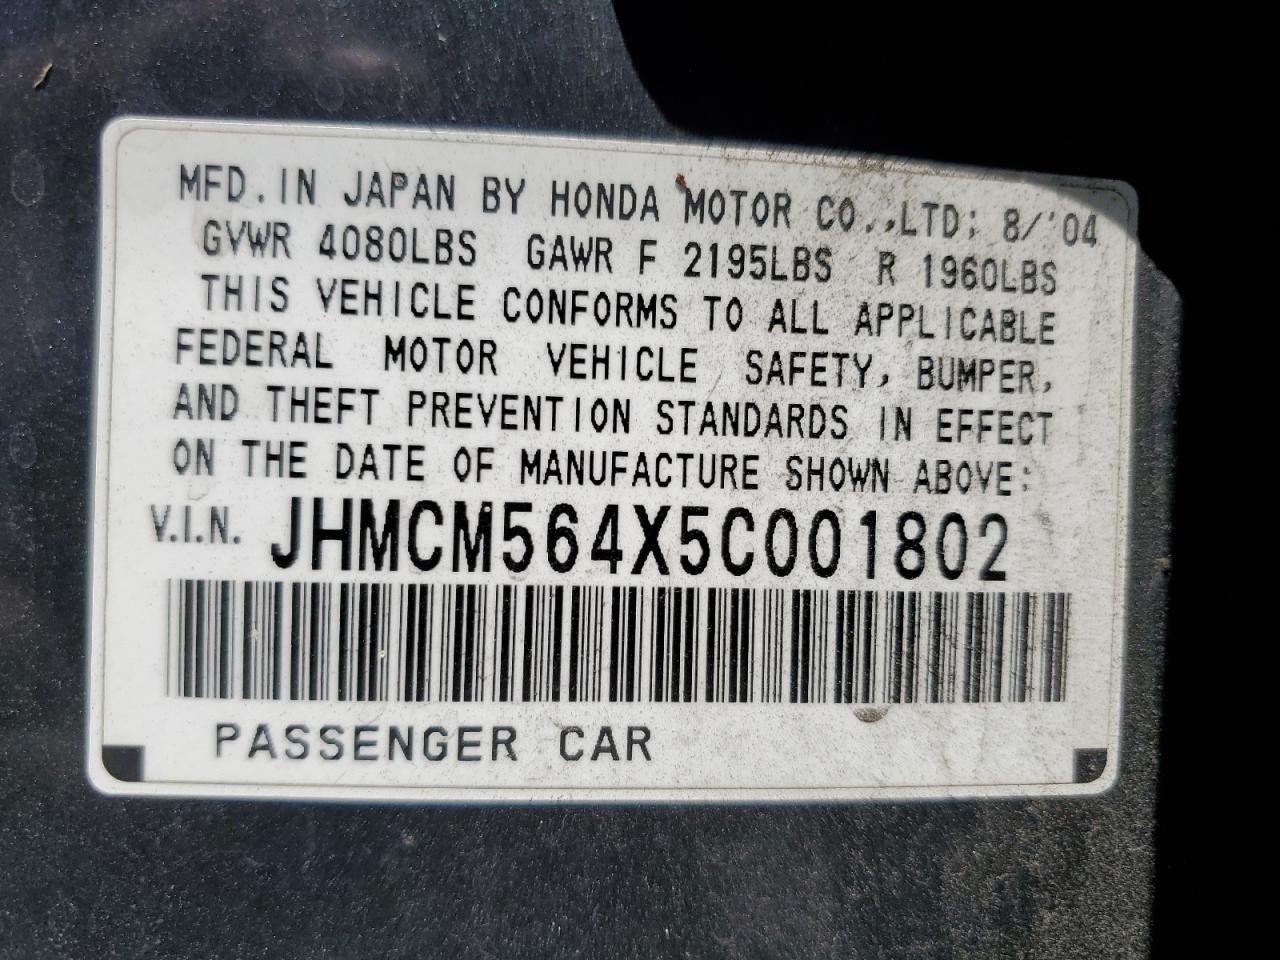 MFD. IN JAPAN BY HONDA MOTOR CO.,LTD; 8/'04
GVWR 4080LBS GAWR F 2195LBS R 1960LBS
THIS VEHICLE CONFORMS TO ALL APPLICABLE
FEDERAL MOTOR VEHICLE SAFETY, BUMPER,
AND THEFT PREVENTION STANDARDS IN EFFECT
ON THE DATE OF MANUFACTURE SHOWN ABOVE:
V.I.N. JHMCM564X5C001802
PASSENGER CAR